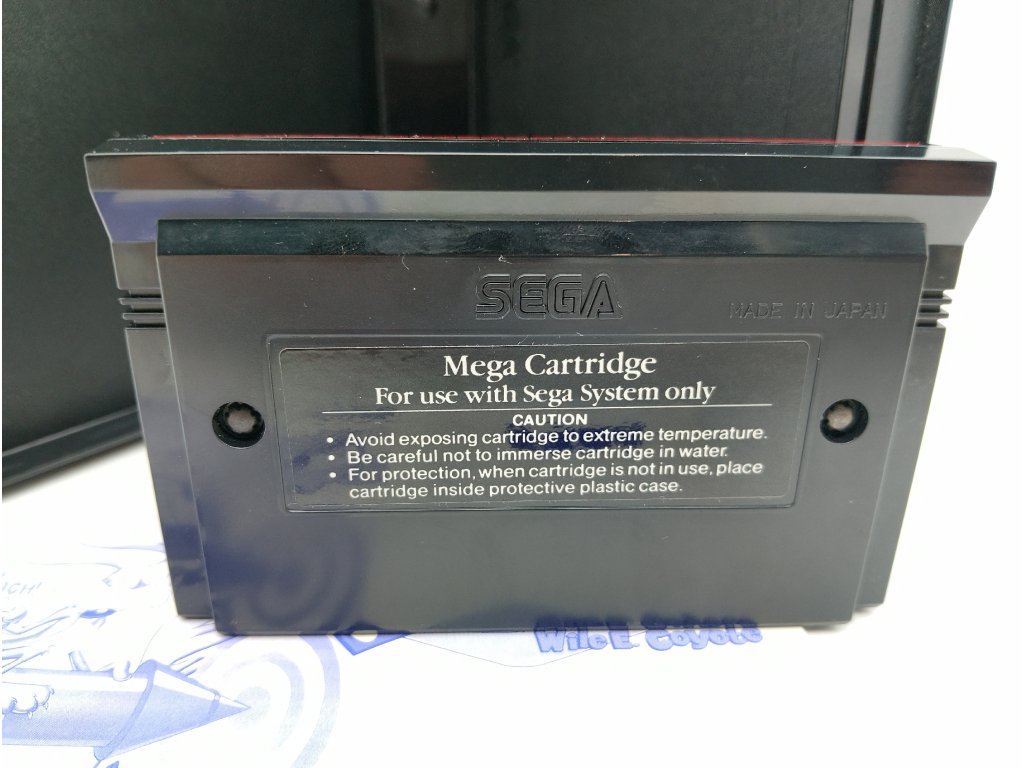 SEGA
MADE IN JAPAN
Mega Cartridge
For use with Sega System only
CAUTION
• Avoid exposing cartridge to extreme temperature.
• Be careful not to immerse cartridge in water.
• For protection, when cartridge is not in use, place
cartridge inside protective plastic case.
Wile E. Coyote